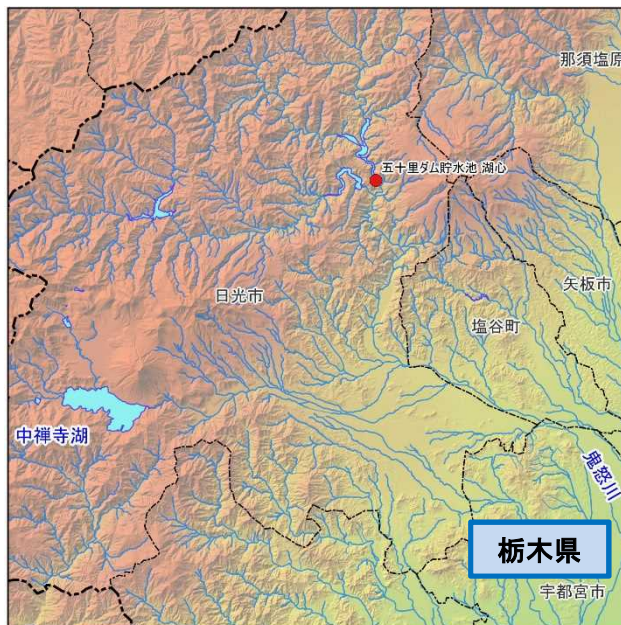 那須塩原
五十里ダム貯水池 湖心
日光市
矢板市
塩谷町
中禅寺湖
鬼怒川
栃木県
宇都宮市